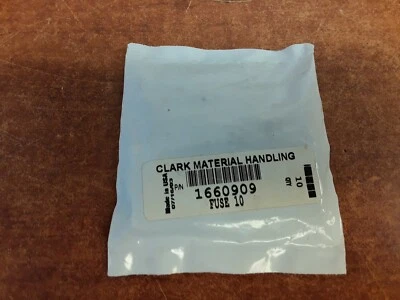 CLARK MATERIAL HANDLING
Made in USA
P/N
1660909
FUSE 10
10
QTY